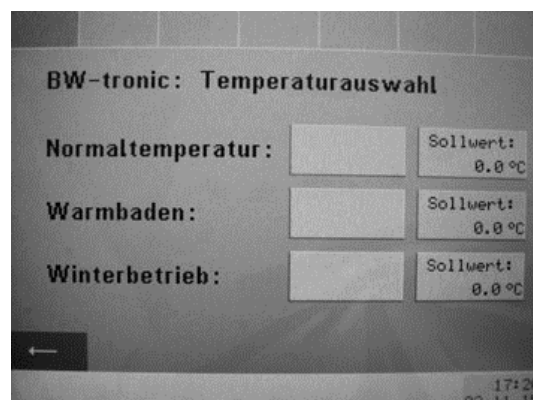 BW-tronic: Temperaturauswahl
Normaltemperatur:
Sollwert:
0.0 °C
Warmbaden:
Sollwert:
0.0 °C
Winterbetrieb:
Sollwert:
0.0 °C
←